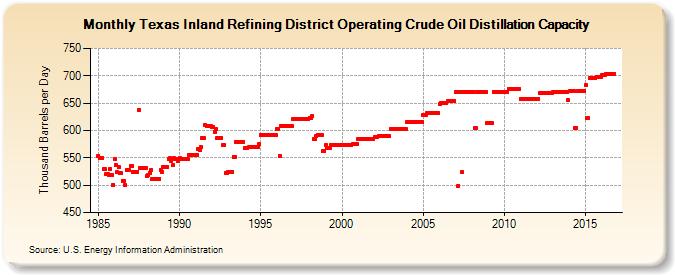 Monthly Texas Inland Refining District Operating Crude Oil Distillation Capacity
Thousand Barrels per Day
750
700
650
600
550
500
450
1985 1990 1995 2000 2005 2010 2015
Source: U.S. Energy Information Administration